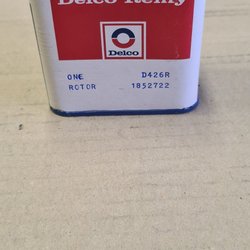 Delco Remy
Delco
ONE D426R
ROTOR 1852722